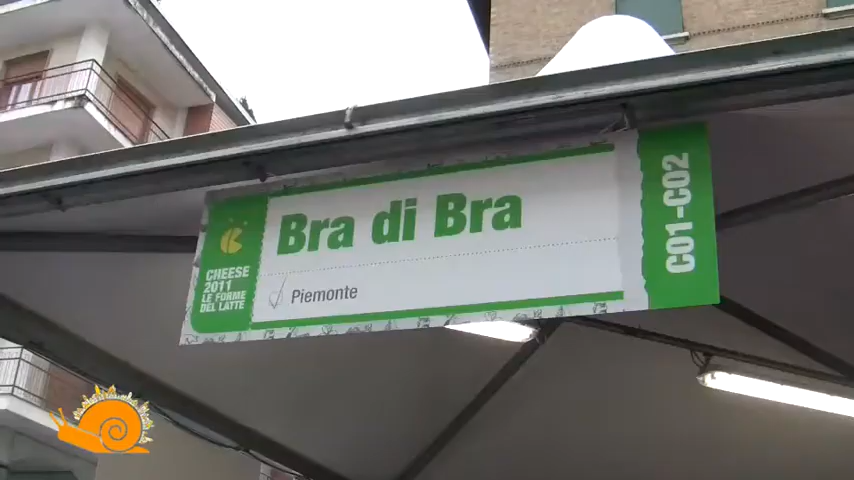 CHEESE
2011
LE FORME
DEL LATTE
Bra di Bra
Piemonte
C01-C02